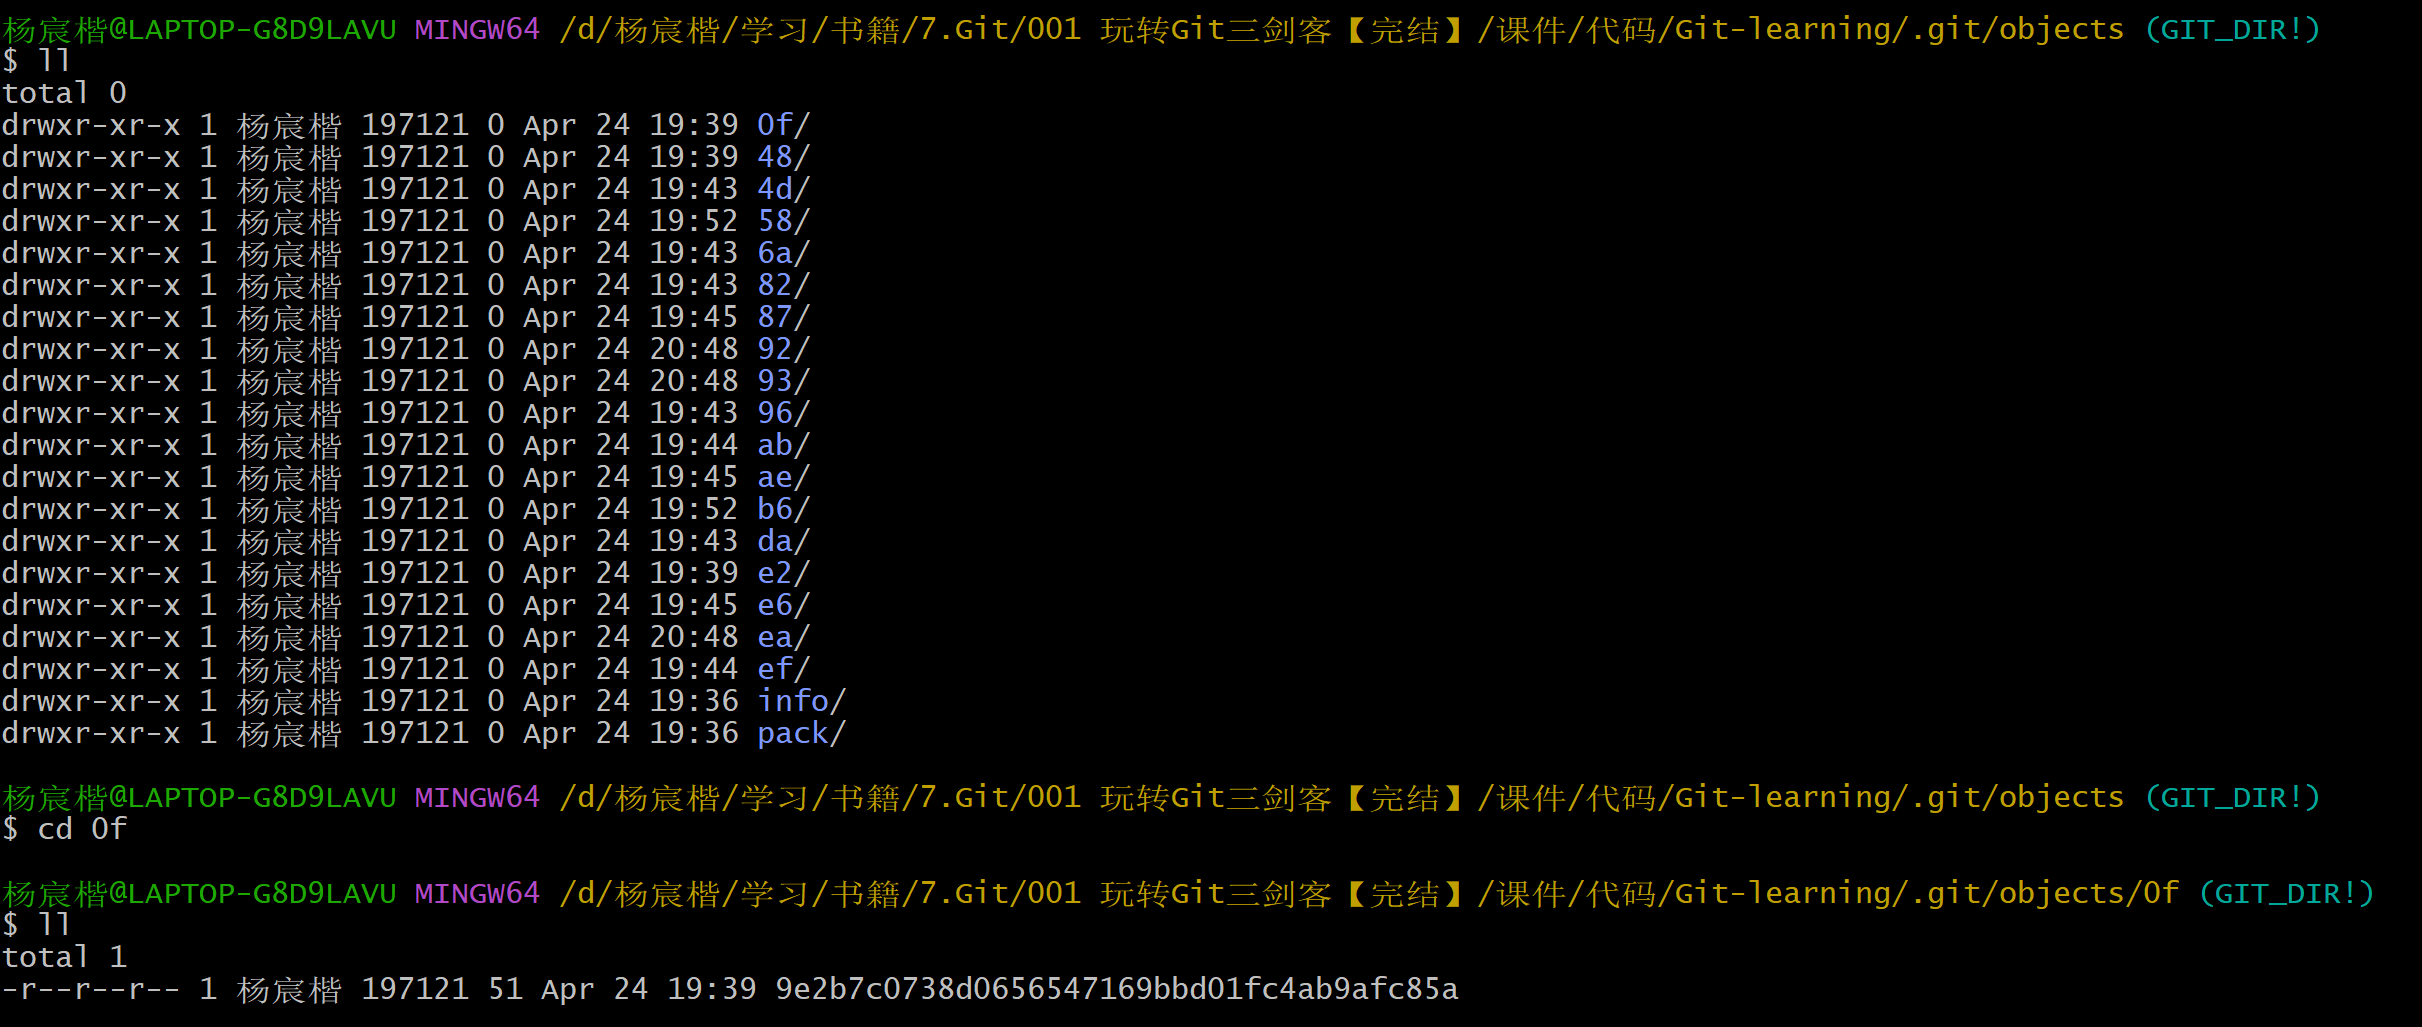 杨宸楷@LAPTOP-G8D9LAVU MINGW64 /d/杨宸楷/学习/书籍/7.Git/001 玩转Git三剑客【完结】/课件/代码/Git-learning/.git/objects (GIT_DIR!)
$ ll
total 0
drwxr-xr-x 1 杨宸楷 197121 0 Apr 24 19:39 0f/
drwxr-xr-x 1 杨宸楷 197121 0 Apr 24 19:39 48/
drwxr-xr-x 1 杨宸楷 197121 0 Apr 24 19:43 4d/
drwxr-xr-x 1 杨宸楷 197121 0 Apr 24 19:52 58/
drwxr-xr-x 1 杨宸楷 197121 0 Apr 24 19:43 6a/
drwxr-xr-x 1 杨宸楷 197121 0 Apr 24 19:43 82/
drwxr-xr-x 1 杨宸楷 197121 0 Apr 24 19:45 87/
drwxr-xr-x 1 杨宸楷 197121 0 Apr 24 20:48 92/
drwxr-xr-x 1 杨宸楷 197121 0 Apr 24 20:48 93/
drwxr-xr-x 1 杨宸楷 197121 0 Apr 24 19:43 96/
drwxr-xr-x 1 杨宸楷 197121 0 Apr 24 19:44 ab/
drwxr-xr-x 1 杨宸楷 197121 0 Apr 24 19:45 ae/
drwxr-xr-x 1 杨宸楷 197121 0 Apr 24 19:52 b6/
drwxr-xr-x 1 杨宸楷 197121 0 Apr 24 19:43 da/
drwxr-xr-x 1 杨宸楷 197121 0 Apr 24 19:39 e2/
drwxr-xr-x 1 杨宸楷 197121 0 Apr 24 19:45 e6/
drwxr-xr-x 1 杨宸楷 197121 0 Apr 24 20:48 ea/
drwxr-xr-x 1 杨宸楷 197121 0 Apr 24 19:44 ef/
drwxr-xr-x 1 杨宸楷 197121 0 Apr 24 19:36 info/
drwxr-xr-x 1 杨宸楷 197121 0 Apr 24 19:36 pack/
杨宸楷@LAPTOP-G8D9LAVU MINGW64 /d/杨宸楷/学习/书籍/7.Git/001 玩转Git三剑客【完结】/课件/代码/Git-learning/.git/objects (GIT_DIR!)
$ cd 0f
杨宸楷@LAPTOP-G8D9LAVU MINGW64 /d/杨宸楷/学习/书籍/7.Git/001 玩转Git三剑客【完结】/课件/代码/Git-learning/.git/objects/0f (GIT_DIR!)
$ ll
total 1
-r--r--r-- 1 杨宸楷 197121 51 Apr 24 19:39 9e2b7c0738d0656547169bbd01fc4ab9afc85a